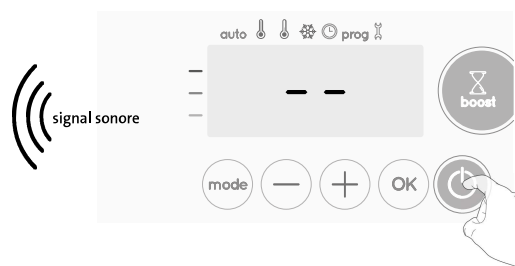 auto prog
boost
signal sonore
– –
mode — + OK